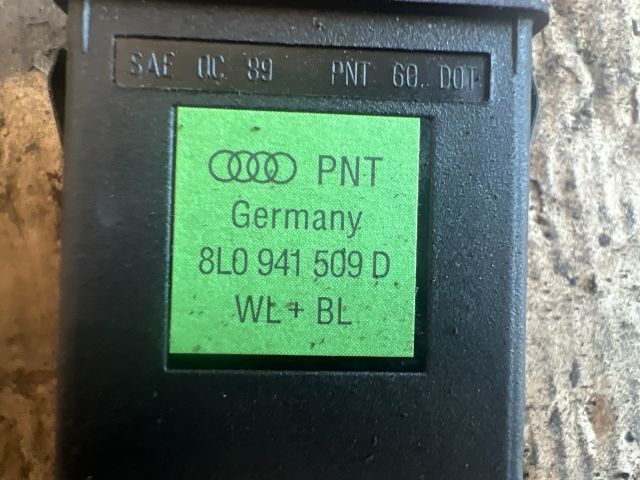 SAE QC 89 PNT 60. DOT
PNT
Germany
8L0 941 509 D
WL + BL